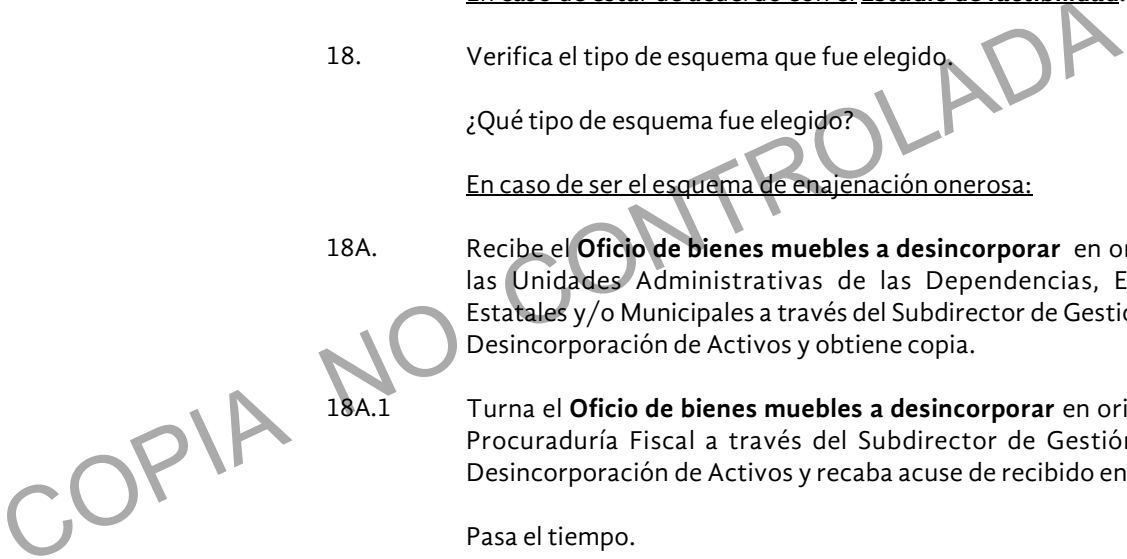 En caso de estar de acuerdo con el Estudio de factibilidad:
18. Verifica el tipo de esquema que fue elegido.
¿Qué tipo de esquema fue elegido?
En caso de ser el esquema de enajenación onerosa:
18A. Recibe el Oficio de bienes muebles a desincorporar en
las Unidades Administrativas de las Dependencias,
Estatales y/o Municipales a través del Subdirector de
Desincorporación de Activos y obtiene copia.
18A.1 Turna el Oficio de bienes muebles a desincorporar en
Procuraduría Fiscal a través del Subdirector de Gestión
Desincorporación de Activos y recaba acuse de recibido en
Pasa el tiempo.
COPIA NO CONTROLADA